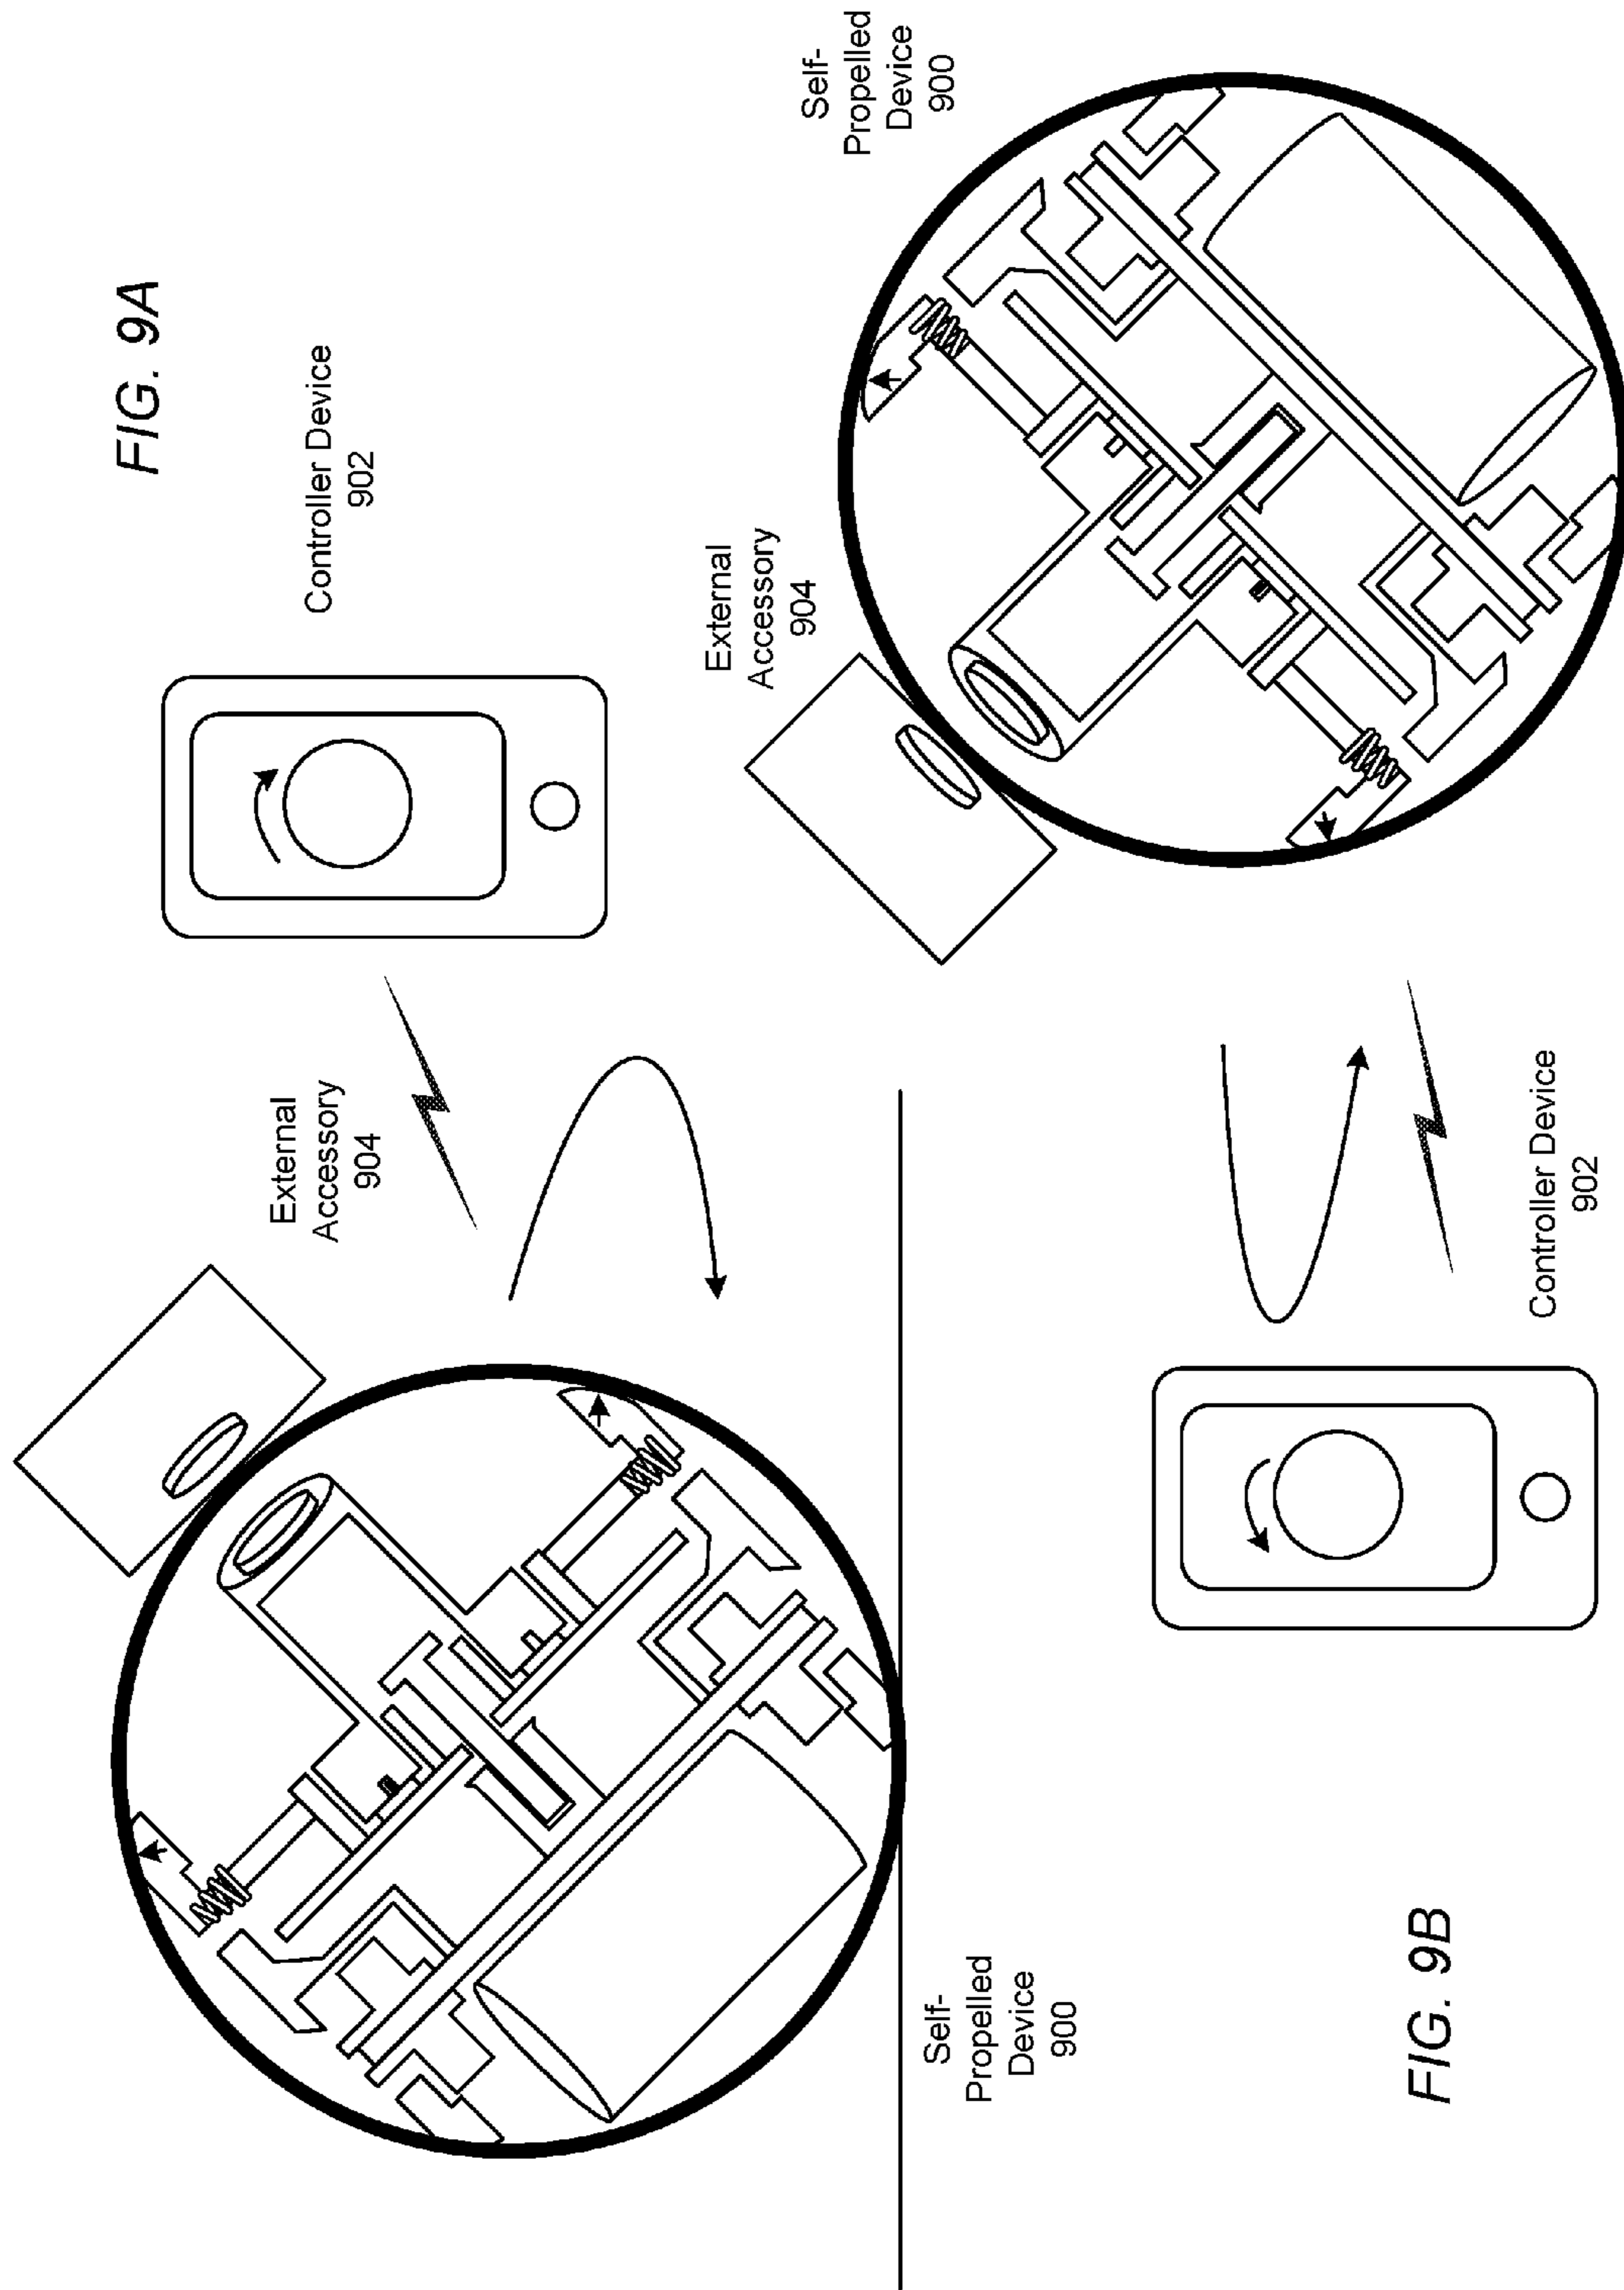 FIG. 9A
Controller Device
902
External
Accessory
904
Self-
Propelled
Device
900
External
Accessory
904
Self-
Propelled
Device
900
Controller Device
902
FIG. 9B